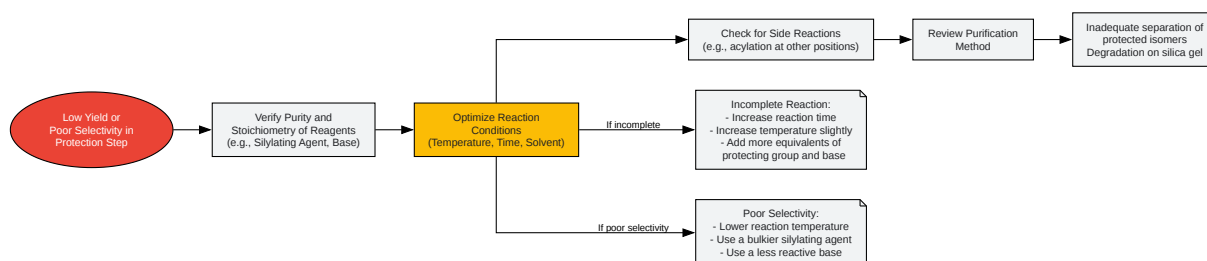 Low Yield or
Poor Selectivity in
Protection Step
Verify Purity and
Stoichiometry of Reagents
(e.g., Silylating Agent, Base)
Optimize Reaction
Conditions
(Temperature, Time, Solvent)
Check for Side Reactions
(e.g., acylation at other positions)
Review Purification
Method
Inadequate separation of
protected isomers
Degradation on silica gel
If incomplete
Incomplete Reaction:
- Increase reaction time
- Increase temperature slightly
- Add more equivalents of
protecting group and base
If poor selectivity
Poor Selectivity:
- Lower reaction temperature
- Use a bulkier silylating agent
- Use a less reactive base